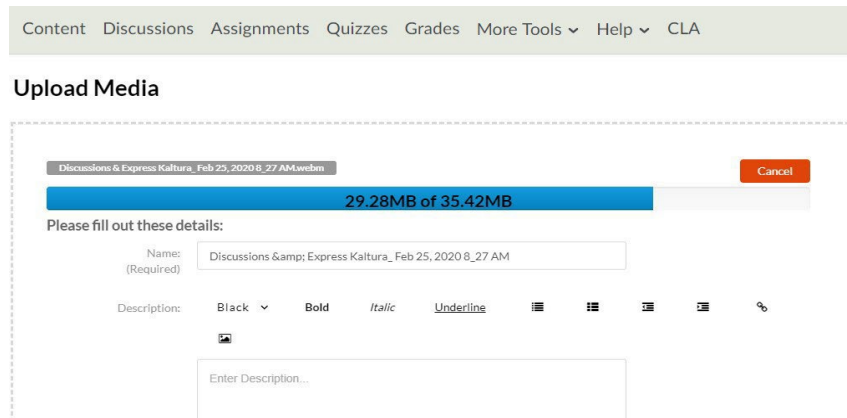 Content Discussions Assignments Quizzes Grades More Tools Help CLA
Upload Media
Discussions & Express Kaltura_ Feb 25, 2020 8_27 AM.webm
Cancel
29.28MB of 35.42MB
Please fill out these details:
Name: Discussions &amp; Express Kaltura_ Feb 25, 2020 8_27 AM
(Required)
Description: Black Bold Italic Underline
Enter Description...